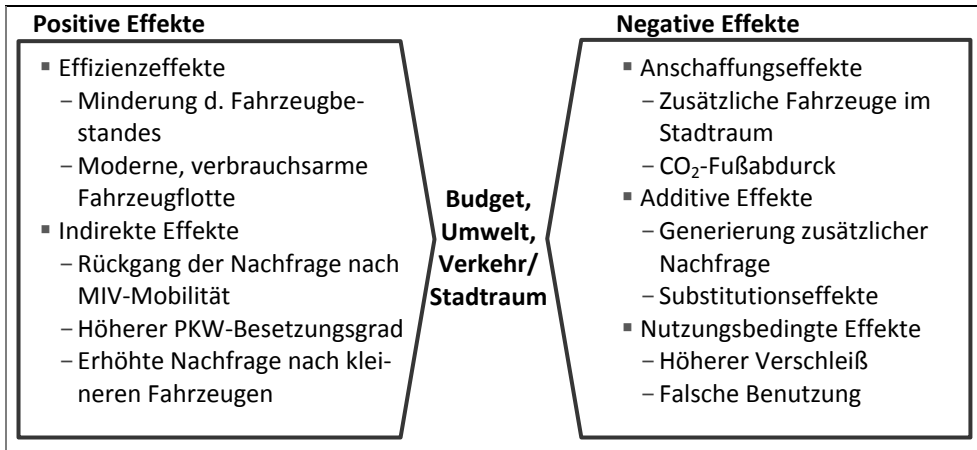 Positive Effekte
▪ Effizienzeffekte
– Minderung d. Fahrzeugbe-
standes
– Moderne, verbrauchsarme
Fahrzeugflotte
▪ Indirekte Effekte
– Rückgang der Nachfrage nach
MIV-Mobilität
– Höherer PKW-Besetzungsgrad
– Erhöhte Nachfrage nach klei-
neren Fahrzeugen
Budget,
Umwelt,
Verkehr/
Stadtraum
Negative Effekte
▪ Anschaffungseffekte
– Zusätzliche Fahrzeuge im
Stadtraum
– CO₂-Fußabdurck
▪ Additive Effekte
– Generierung zusätzlicher
Nachfrage
– Substitutionseffekte
▪ Nutzungsbedingte Effekte
– Höherer Verschleiß
– Falsche Benutzung